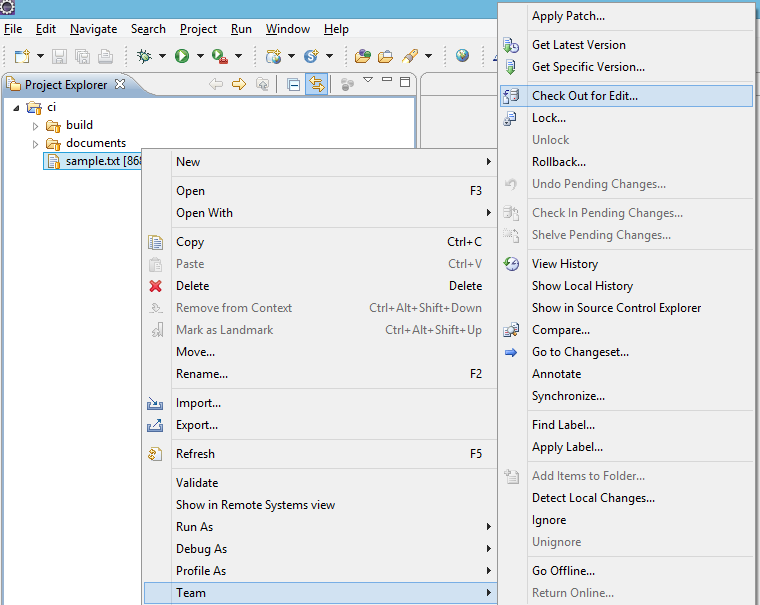 File Edit Navigate Search Project Run Window Help
Project Explorer
ci
build
documents
sample.txt [868
New
Open F3
Open With
Copy Ctrl+C
Paste Ctrl+V
Delete Delete
Remove from Context Ctrl+Alt+Shift+Down
Mark as Landmark Ctrl+Alt+Shift+Up
Move...
Rename... F2
Import...
Export...
Refresh F5
Validate
Show in Remote Systems view
Run As
Debug As
Profile As
Team
Apply Patch...
Get Latest Version
Get Specific Version...
Check Out for Edit...
Lock...
Unlock
Rollback...
Undo Pending Changes...
Check In Pending Changes...
Shelve Pending Changes...
View History
Show Local History
Show in Source Control Explorer
Compare...
Go to Changeset...
Annotate
Synchronize...
Find Label...
Apply Label...
Add Items to Folder...
Detect Local Changes...
Ignore
Unignore
Go Offline...
Return Online...